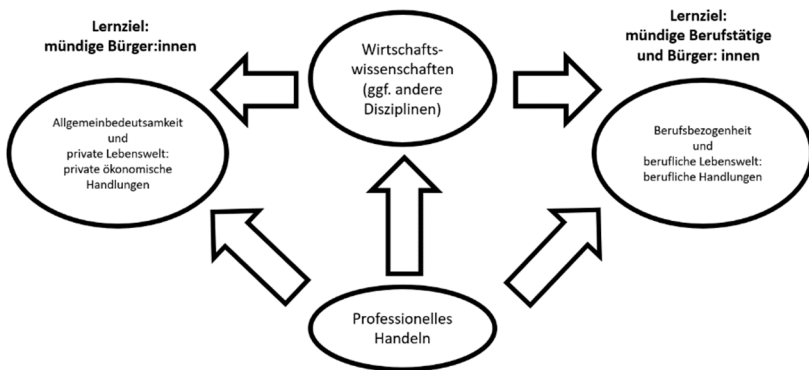 Lernziel:
mündige Bürger:innen
Wirtschafts-
wissenschaften
(ggf. andere
Disziplinen)
Lernziel:
mündige Berufstätige
und Bürger: innen
Allgemeinbedeutsamkeit
und
private Lebenswelt:
private ökonomische
Handlungen
Berufsbezogenheit
und
berufliche Lebenswelt:
berufliche Handlungen
Professionelles
Handeln